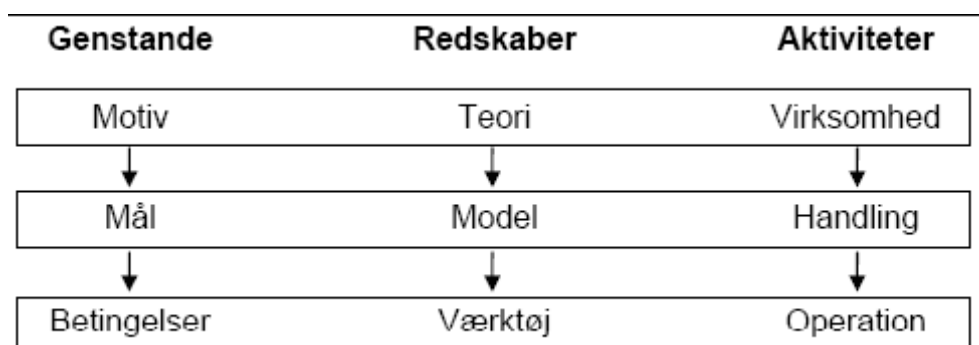 Genstande Redskaber Aktiviteter
Motiv Teori Virksomhed
Mål Model Handling
Betingelser Værktøj Operation